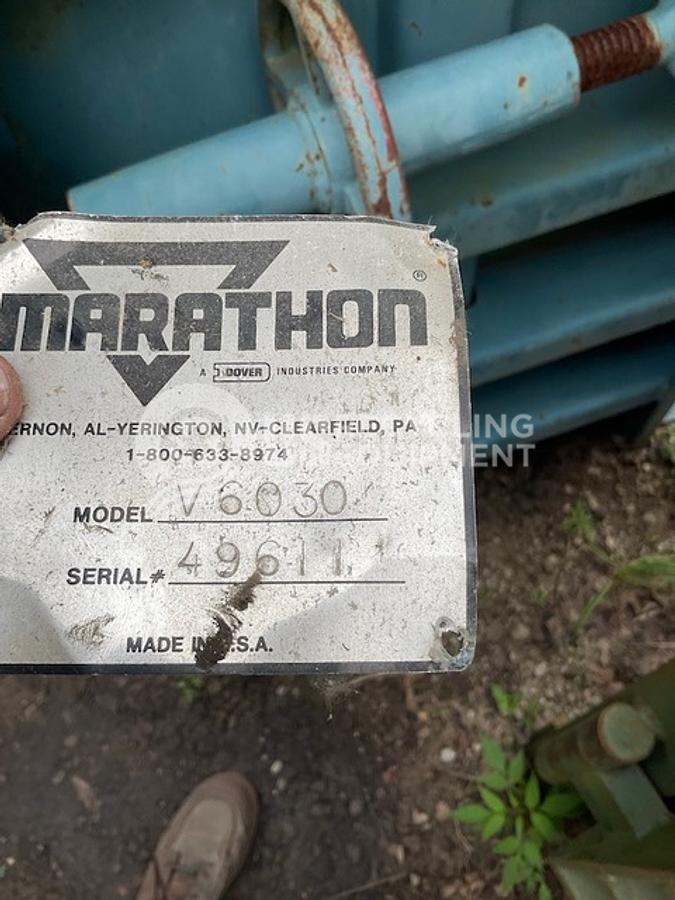 MARATHON ®
A DOVER INDUSTRIES COMPANY
ERNON, AL-YERINGTON, NV-CLEARFIELD, PA
1-800-633-8974
MODEL V6030
SERIAL# 49611
MADE IN U.S.A.